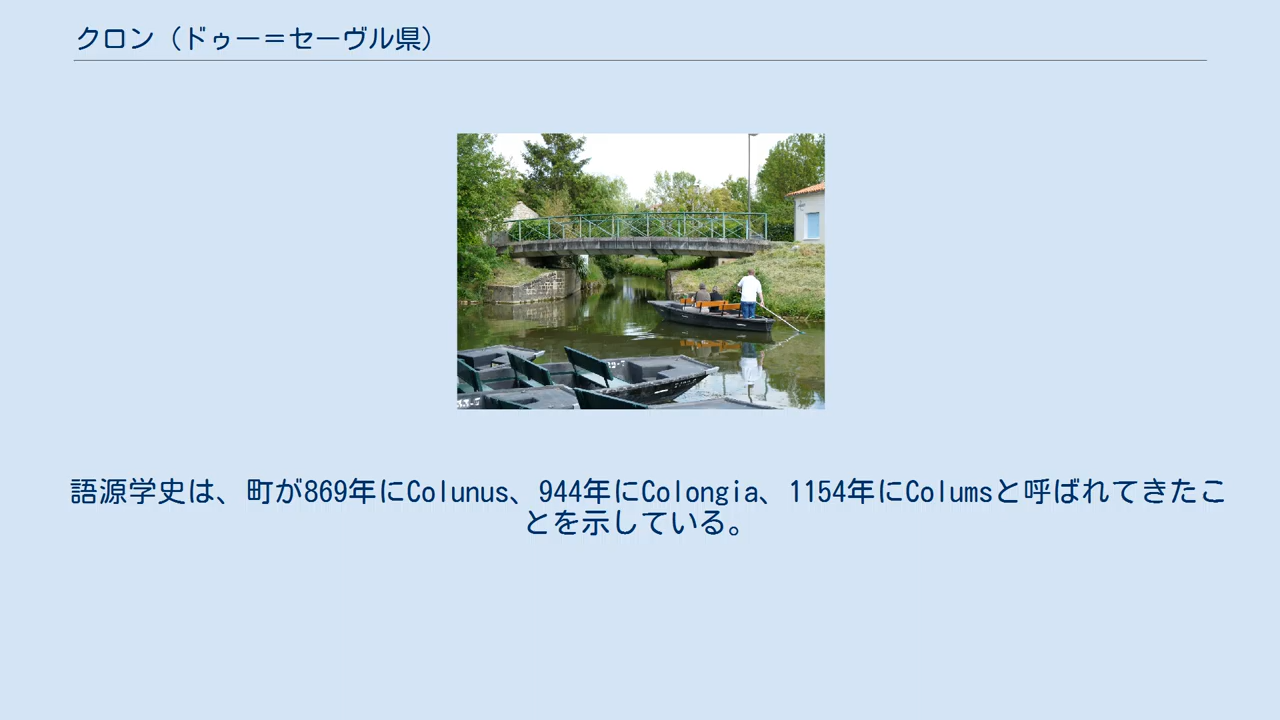 クロン（ドゥー＝セーヴル県）
語源学史は、町が869年にColunus、944年にColongia、1154年にColumsと呼ばれてきたこ
とを示している。